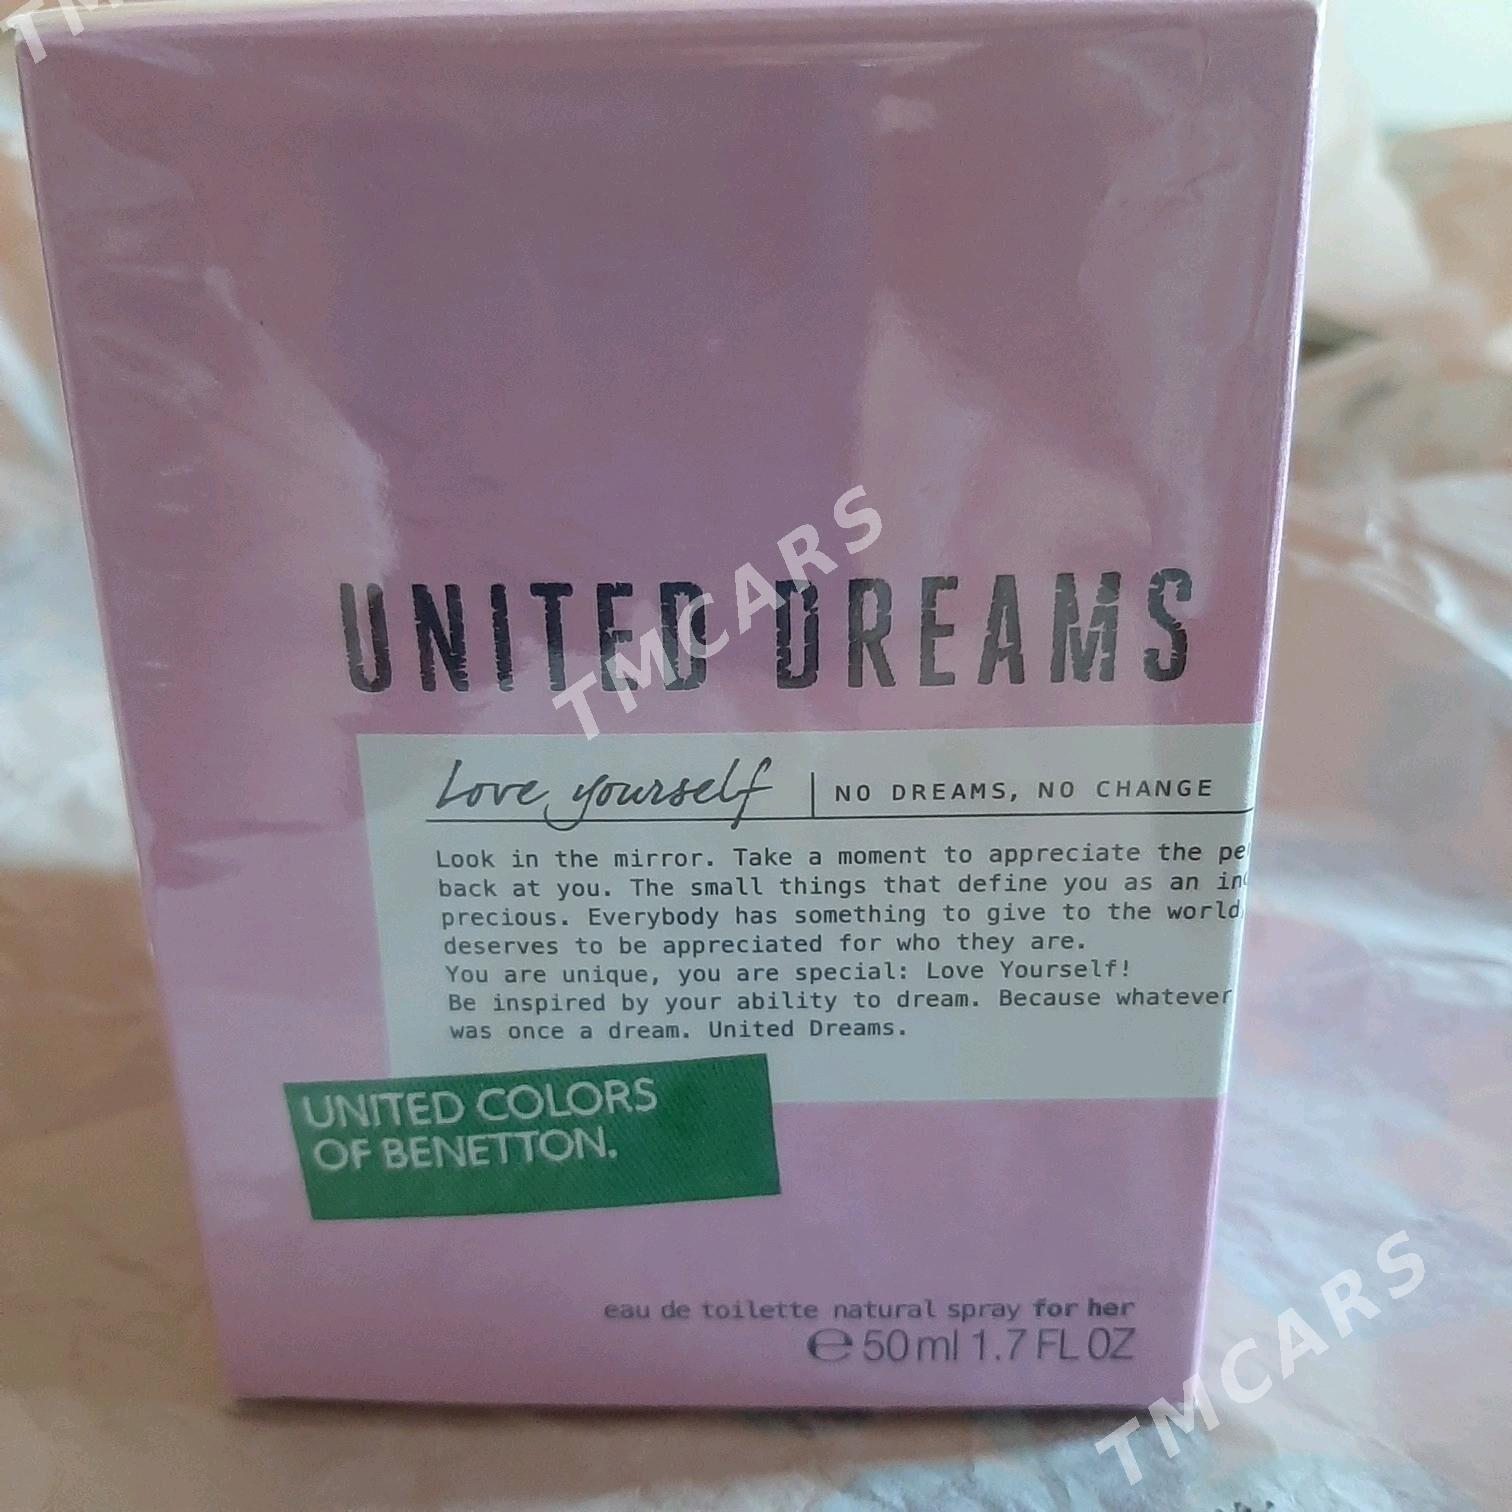 UNITED DREAMS
Love yourself | NO DREAMS, NO CHANGE
Look in the mirror. Take a moment to appreciate the
back at you. The small things that define you as an
precious. Everybody has something to give to the world
deserves to be appreciated for who they are.
You are unique, you are special: Love Yourself!
Be inspired by your ability to dream. Because whatever
was once a dream. United Dreams.
UNITED COLORS
OF BENETTON.
eau de toilette natural spray for her
℮ 50 ml 1.7 FL OZ
TMCARS
TMCARS